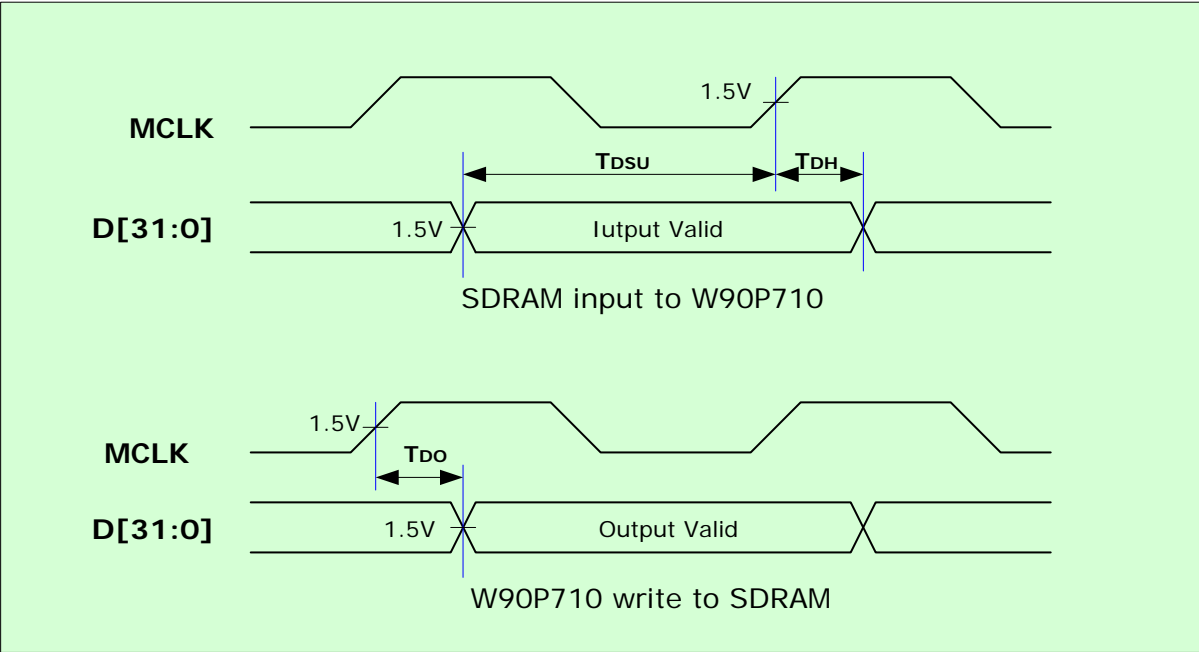 1.5V
MCLK
TDSU
TDH
D[31:0]
1.5V
Iutput Valid
SDRAM input to W90P710
1.5V
MCLK
TDO
D[31:0]
1.5V
Output Valid
W90P710 write to SDRAM